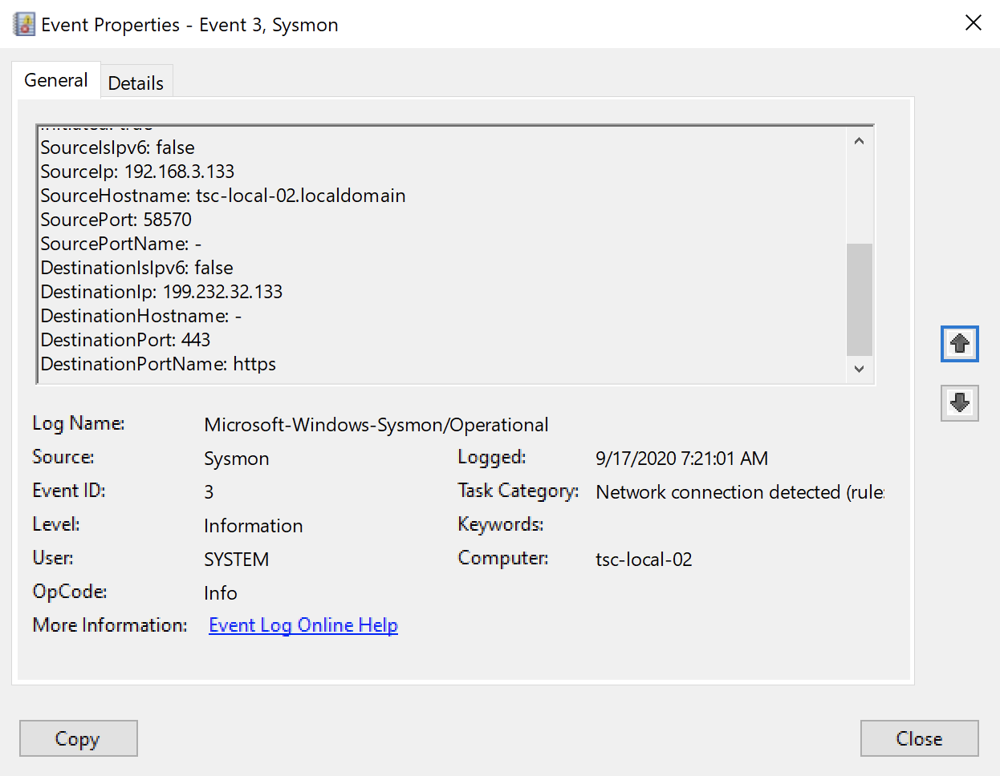 Event Properties - Event 3, Sysmon
General
Details
Initiated: true
SourceIsIpv6: false
SourceIp: 192.168.3.133
SourceHostname: tsc-local-02.localdomain
SourcePort: 58570
SourcePortName: -
DestinationIsIpv6: false
DestinationIp: 199.232.32.133
DestinationHostname: -
DestinationPort: 443
DestinationPortName: https
Log Name: Microsoft-Windows-Sysmon/Operational
Source: Sysmon Logged: 9/17/2020 7:21:01 AM
Event ID: 3 Task Category: Network connection detected (rule:
Level: Information Keywords:
User: SYSTEM Computer: tsc-local-02
OpCode: Info
More Information: Event Log Online Help
Copy Close